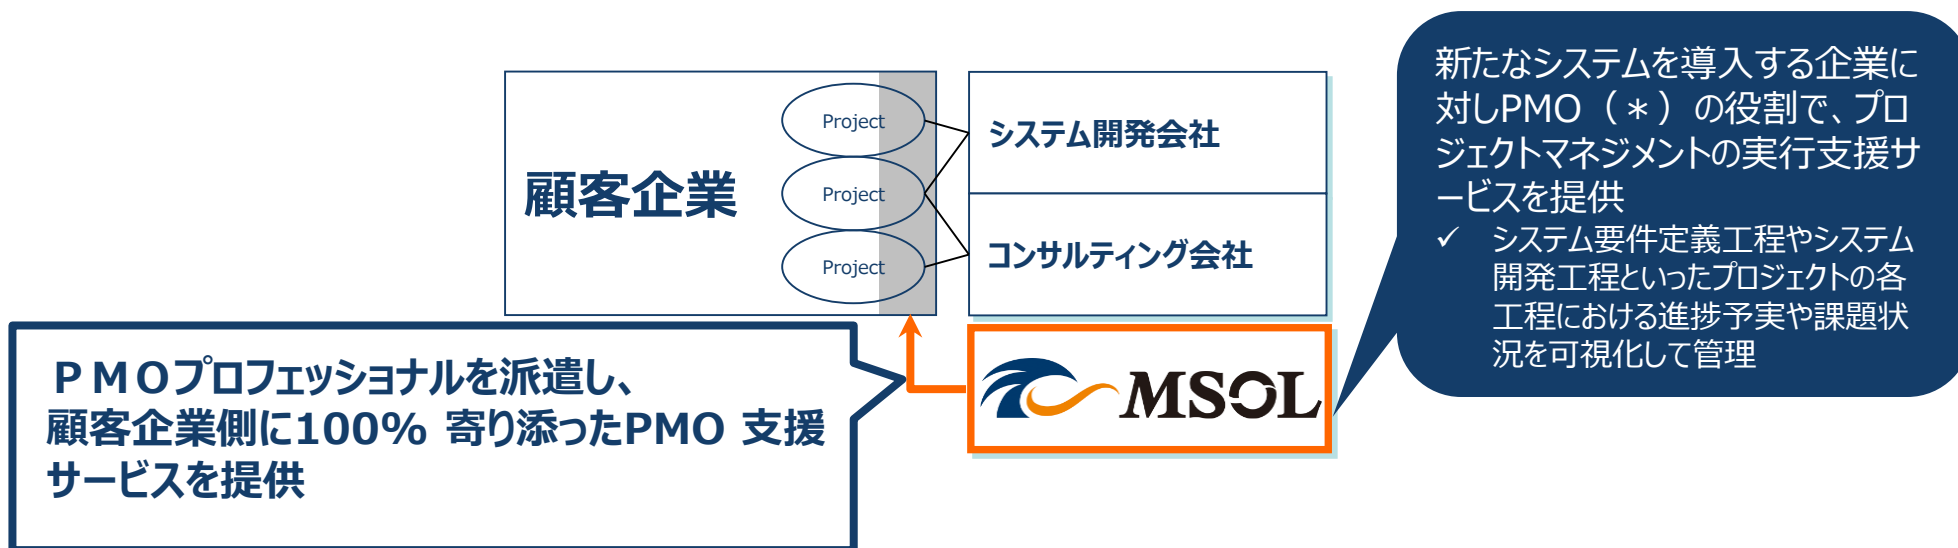 顧客企業
Project
Project
Project
システム開発会社
コンサルティング会社
MSOL
PMOプロフェッショナルを派遣し、
顧客企業側に100% 寄り添ったPMO 支援
サービスを提供
新たなシステムを導入する企業に
対しPMO（＊）の役割で、プロ
ジェクトマネジメントの実行支援サ
ービスを提供
✓ システム要件定義工程やシステム
開発工程といったプロジェクトの各
工程における進捗予実や課題状
況を可視化して管理